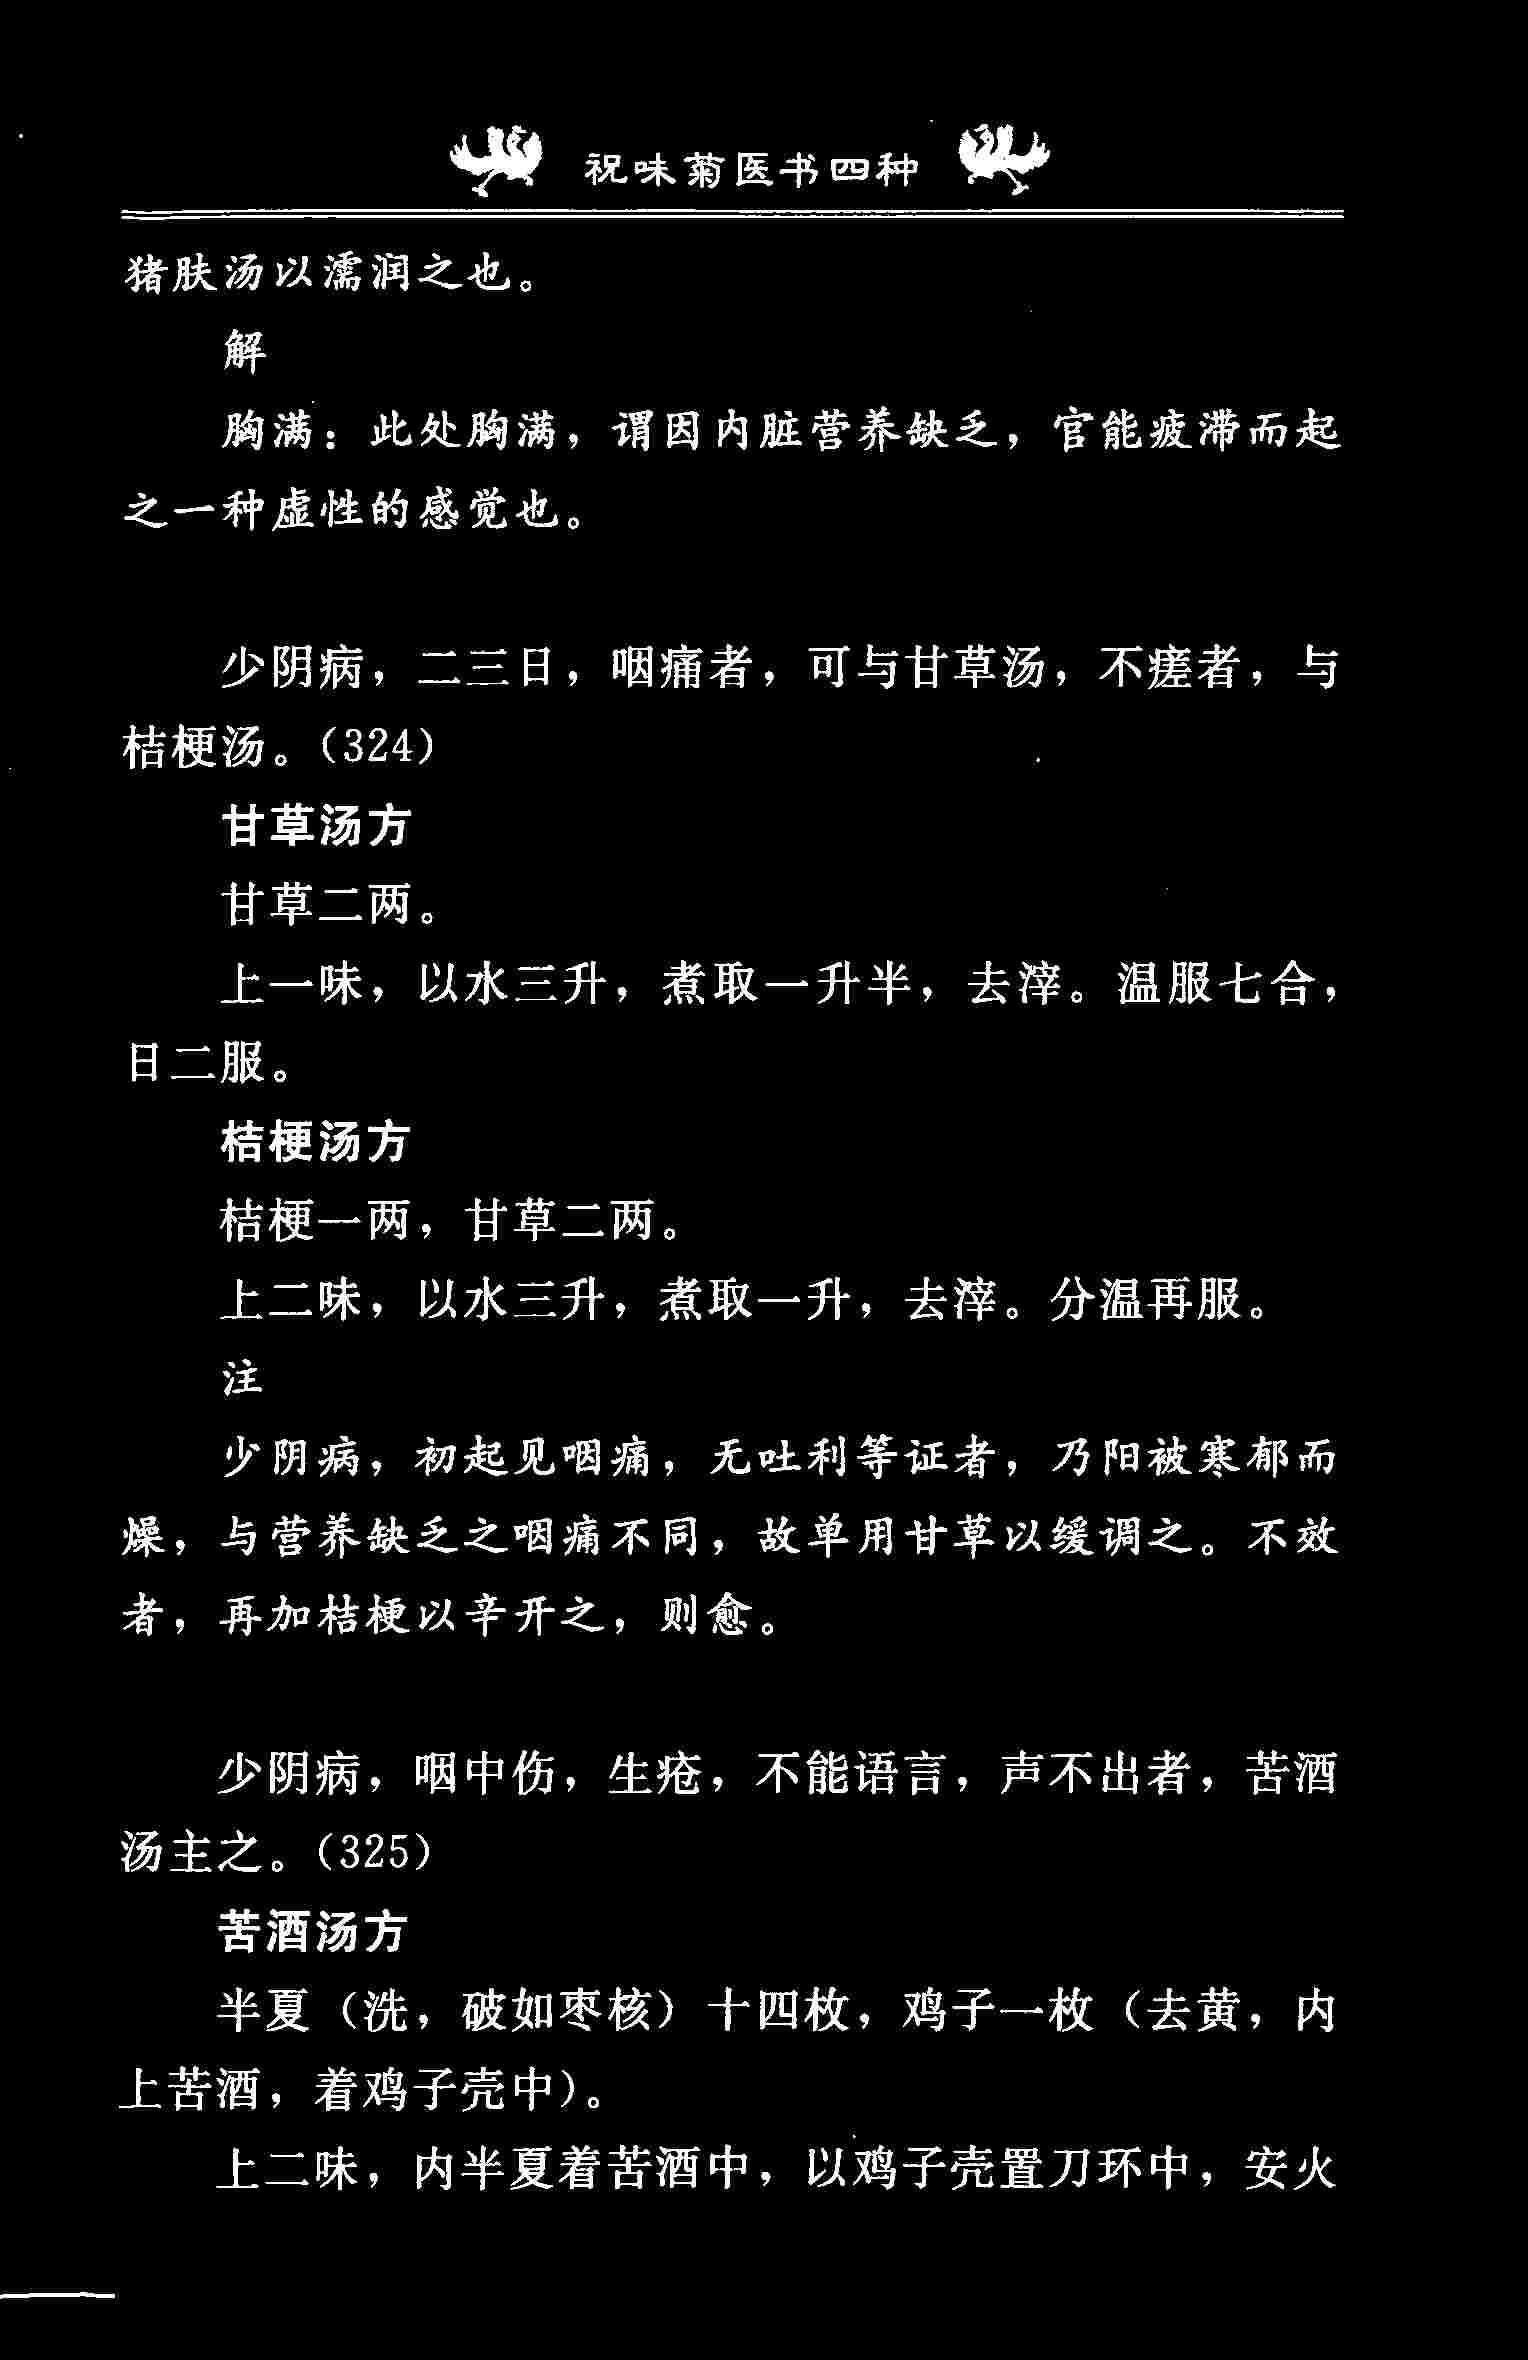 祝味菊医书四种
猪肤汤以濡润之也。
解
胸满：此处胸满，谓因内脏营养缺乏，官能疲滞而起
之一种虚性的感觉也。
少阴病，二三日，咽痛者，可与甘草汤，不瘥者，与
桔梗汤。（324）
甘草汤方
甘草二两。
上一味，以水三升，煮取一升半，去滓。温服七合，
日二服。
桔梗汤方
桔梗一两，甘草二两。
上二味，以水三升，煮取一升，去滓。分温再服。
注
少阴病，初起见咽痛，无吐利等证者，乃阳被寒郁而
燥，与营养缺乏之咽痛不同，故单用甘草以缓调之。不效
者，再加桔梗以辛开之，则愈。
少阴病，咽中伤，生疮，不能语言，声不出者，苦酒
汤主之。（325）
苦酒汤方
半夏（洗，破如枣核）十四枚，鸡子一枚（去黄，内
上苦酒，着鸡子壳中）。
上二味，内半夏着苦酒中，以鸡子壳置刀环中，安火